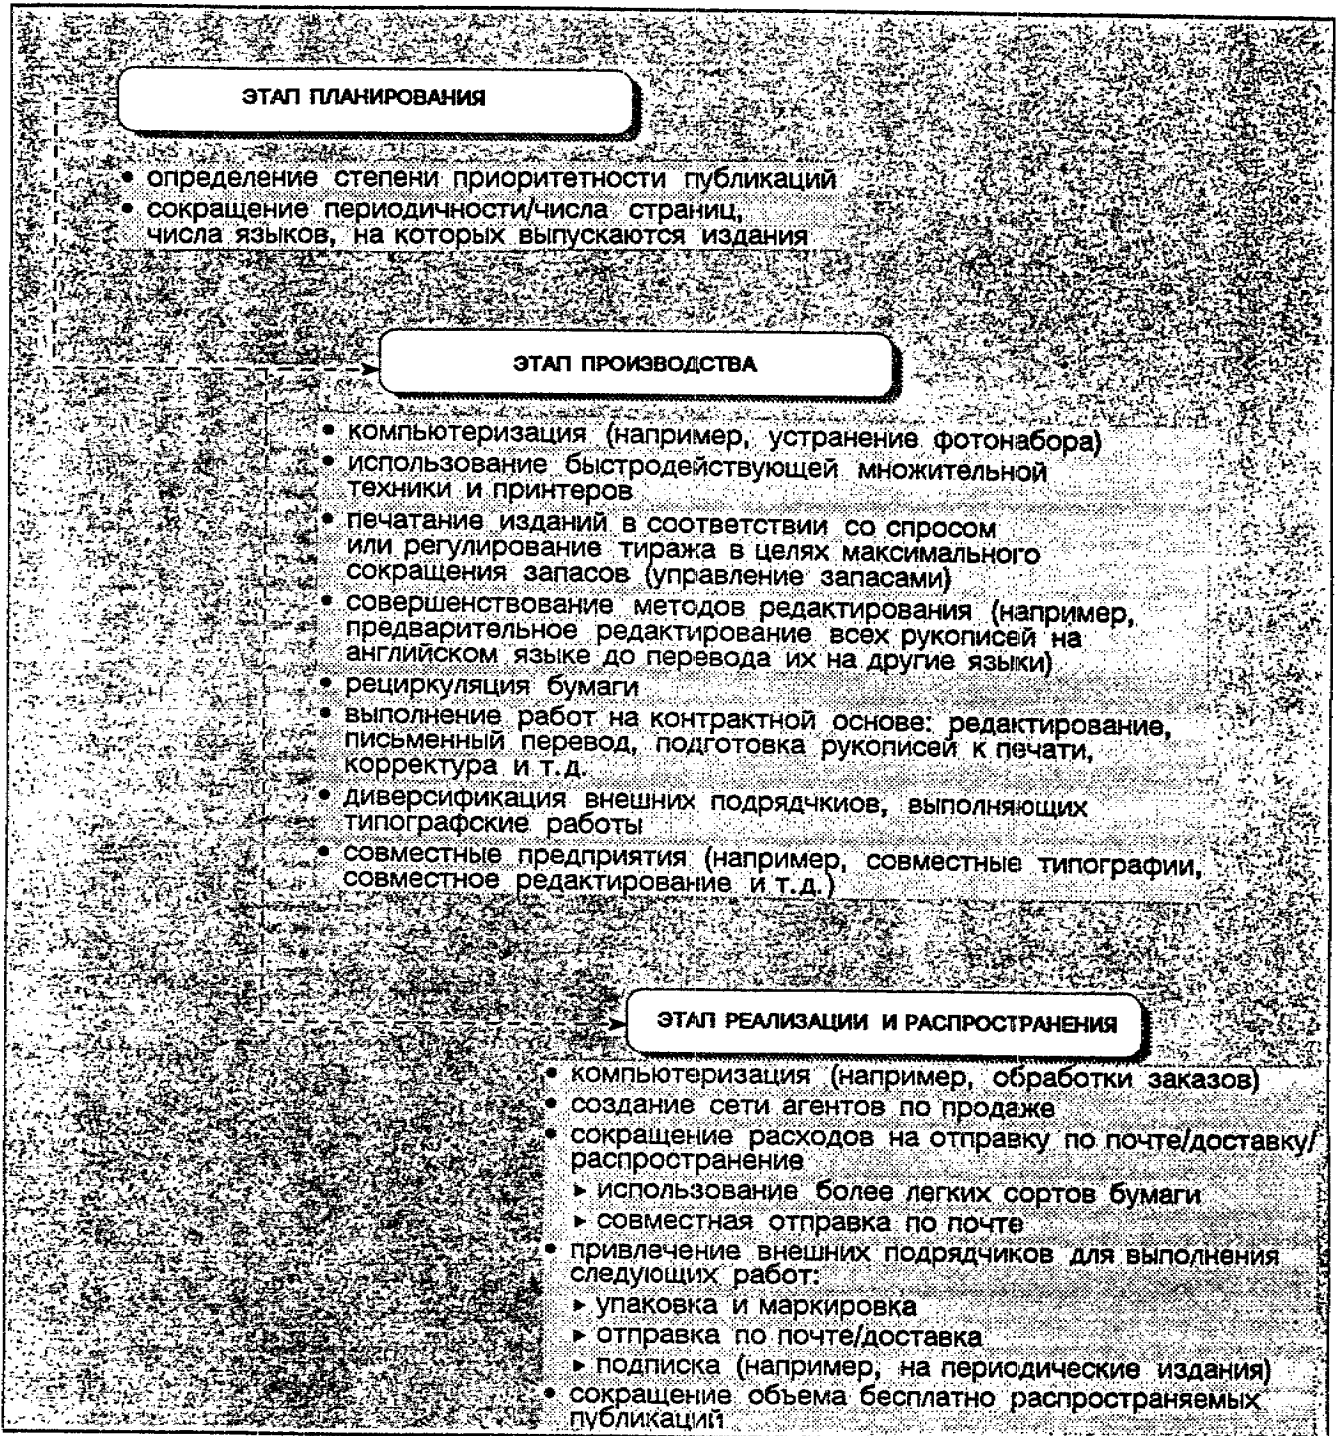 ЭТАП ПЛАНИРОВАНИЯ
• определение степени приоритетности публикаций
• сокращение периодичности/числа страниц,
числа языков, на которых выпускаются издания
ЭТАП ПРОИЗВОДСТВА
• компьютеризация (например, устранение фотонабора)
• использование быстродействующей множительной
техники и принтеров
• печатание изданий в соответствии со спросом
или регулирование тиража в целях максимального
сокращения запасов (управление запасами)
• совершенствование методов редактирования (например,
предварительное редактирование всех рукописей на
английском языке до перевода их на другие языки)
• рециркуляция бумаги
• выполнение работ на контрактной основе: редактирование,
письменный перевод, подготовка рукописей к печати,
корректура и т.д.
• диверсификация внешних подрядчкиов, выполняющих
типографские работы
• совместные предприятия (например, совместные типографии,
совместное редактирование и т.д.)
ЭТАП РЕАЛИЗАЦИИ И РАСПРОСТРАНЕНИЯ
• компьютеризация (например, обработки заказов)
• создание сети агентов по продаже
• сокращение расходов на отправку по почте/доставку/
распространение
▸ использование более легких сортов бумаги
▸ совместная отправка по почте
• привлечение внешних подрядчиков для выполнения
следующих работ:
▸ упаковка и маркировка
▸ отправка по почте/доставка
▸ подписка (например, на периодические издания)
• сокращение объема бесплатно распространяемых
публикаций